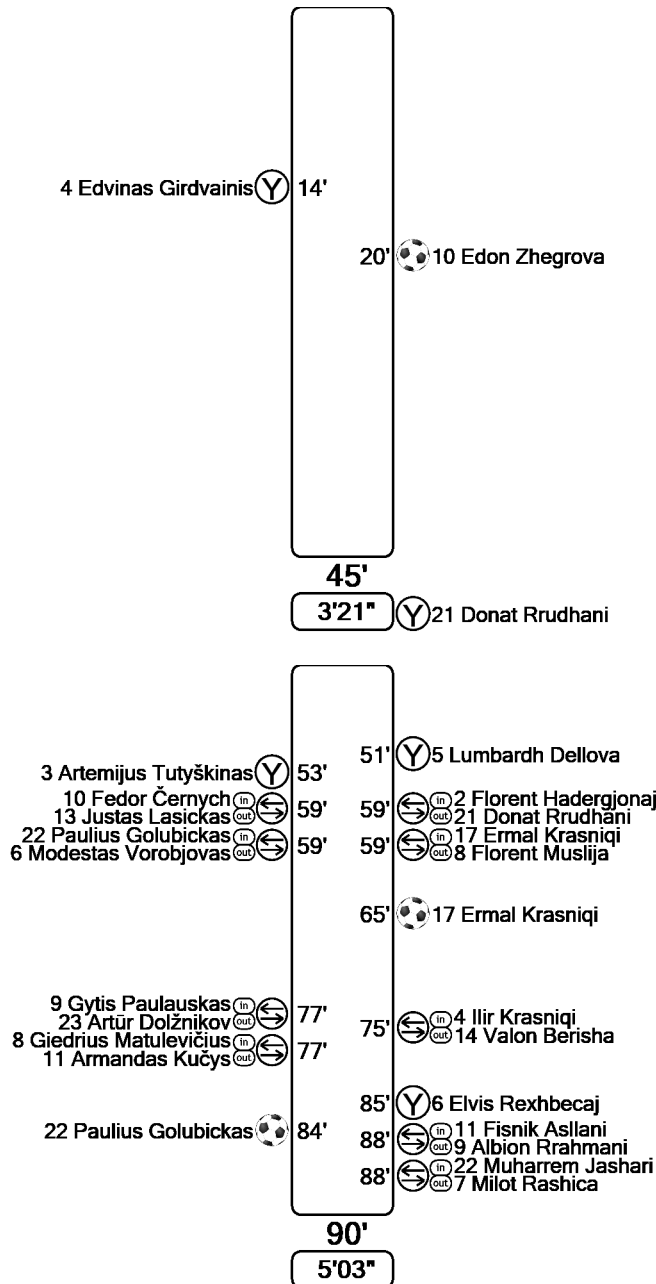 4 Edvinas Girdvainis Y 14'
20' 10 Edon Zhegrova
45'
3'21" Y 21 Donat Rrudhani
51' Y 5 Lumbardh Dellova
3 Artemijus Tutyškinas Y 53'
10 Fedor Černych in 59' 59' in 2 Florent Hadergjonaj
13 Justas Lasickas out out 21 Donat Rrudhani
22 Paulius Golubickas in 59' 59' in 17 Ermal Krasniqi
6 Modestas Vorobjovas out out 8 Florent Muslija
65' 17 Ermal Krasniqi
9 Gytis Paulauskas in 77'
23 Artūr Dolžnikov out
75' in 4 Ilir Krasniqi
out 14 Valon Berisha
8 Giedrius Matulevičius in 77'
11 Armandas Kučys out
85' Y 6 Elvis Rexhbecaj
22 Paulius Golubickas 84'
88' in 11 Fisnik Asllani
out 9 Albion Rrahmani
88' in 22 Muharrem Jashari
out 7 Milot Rashica
90'
5'03"